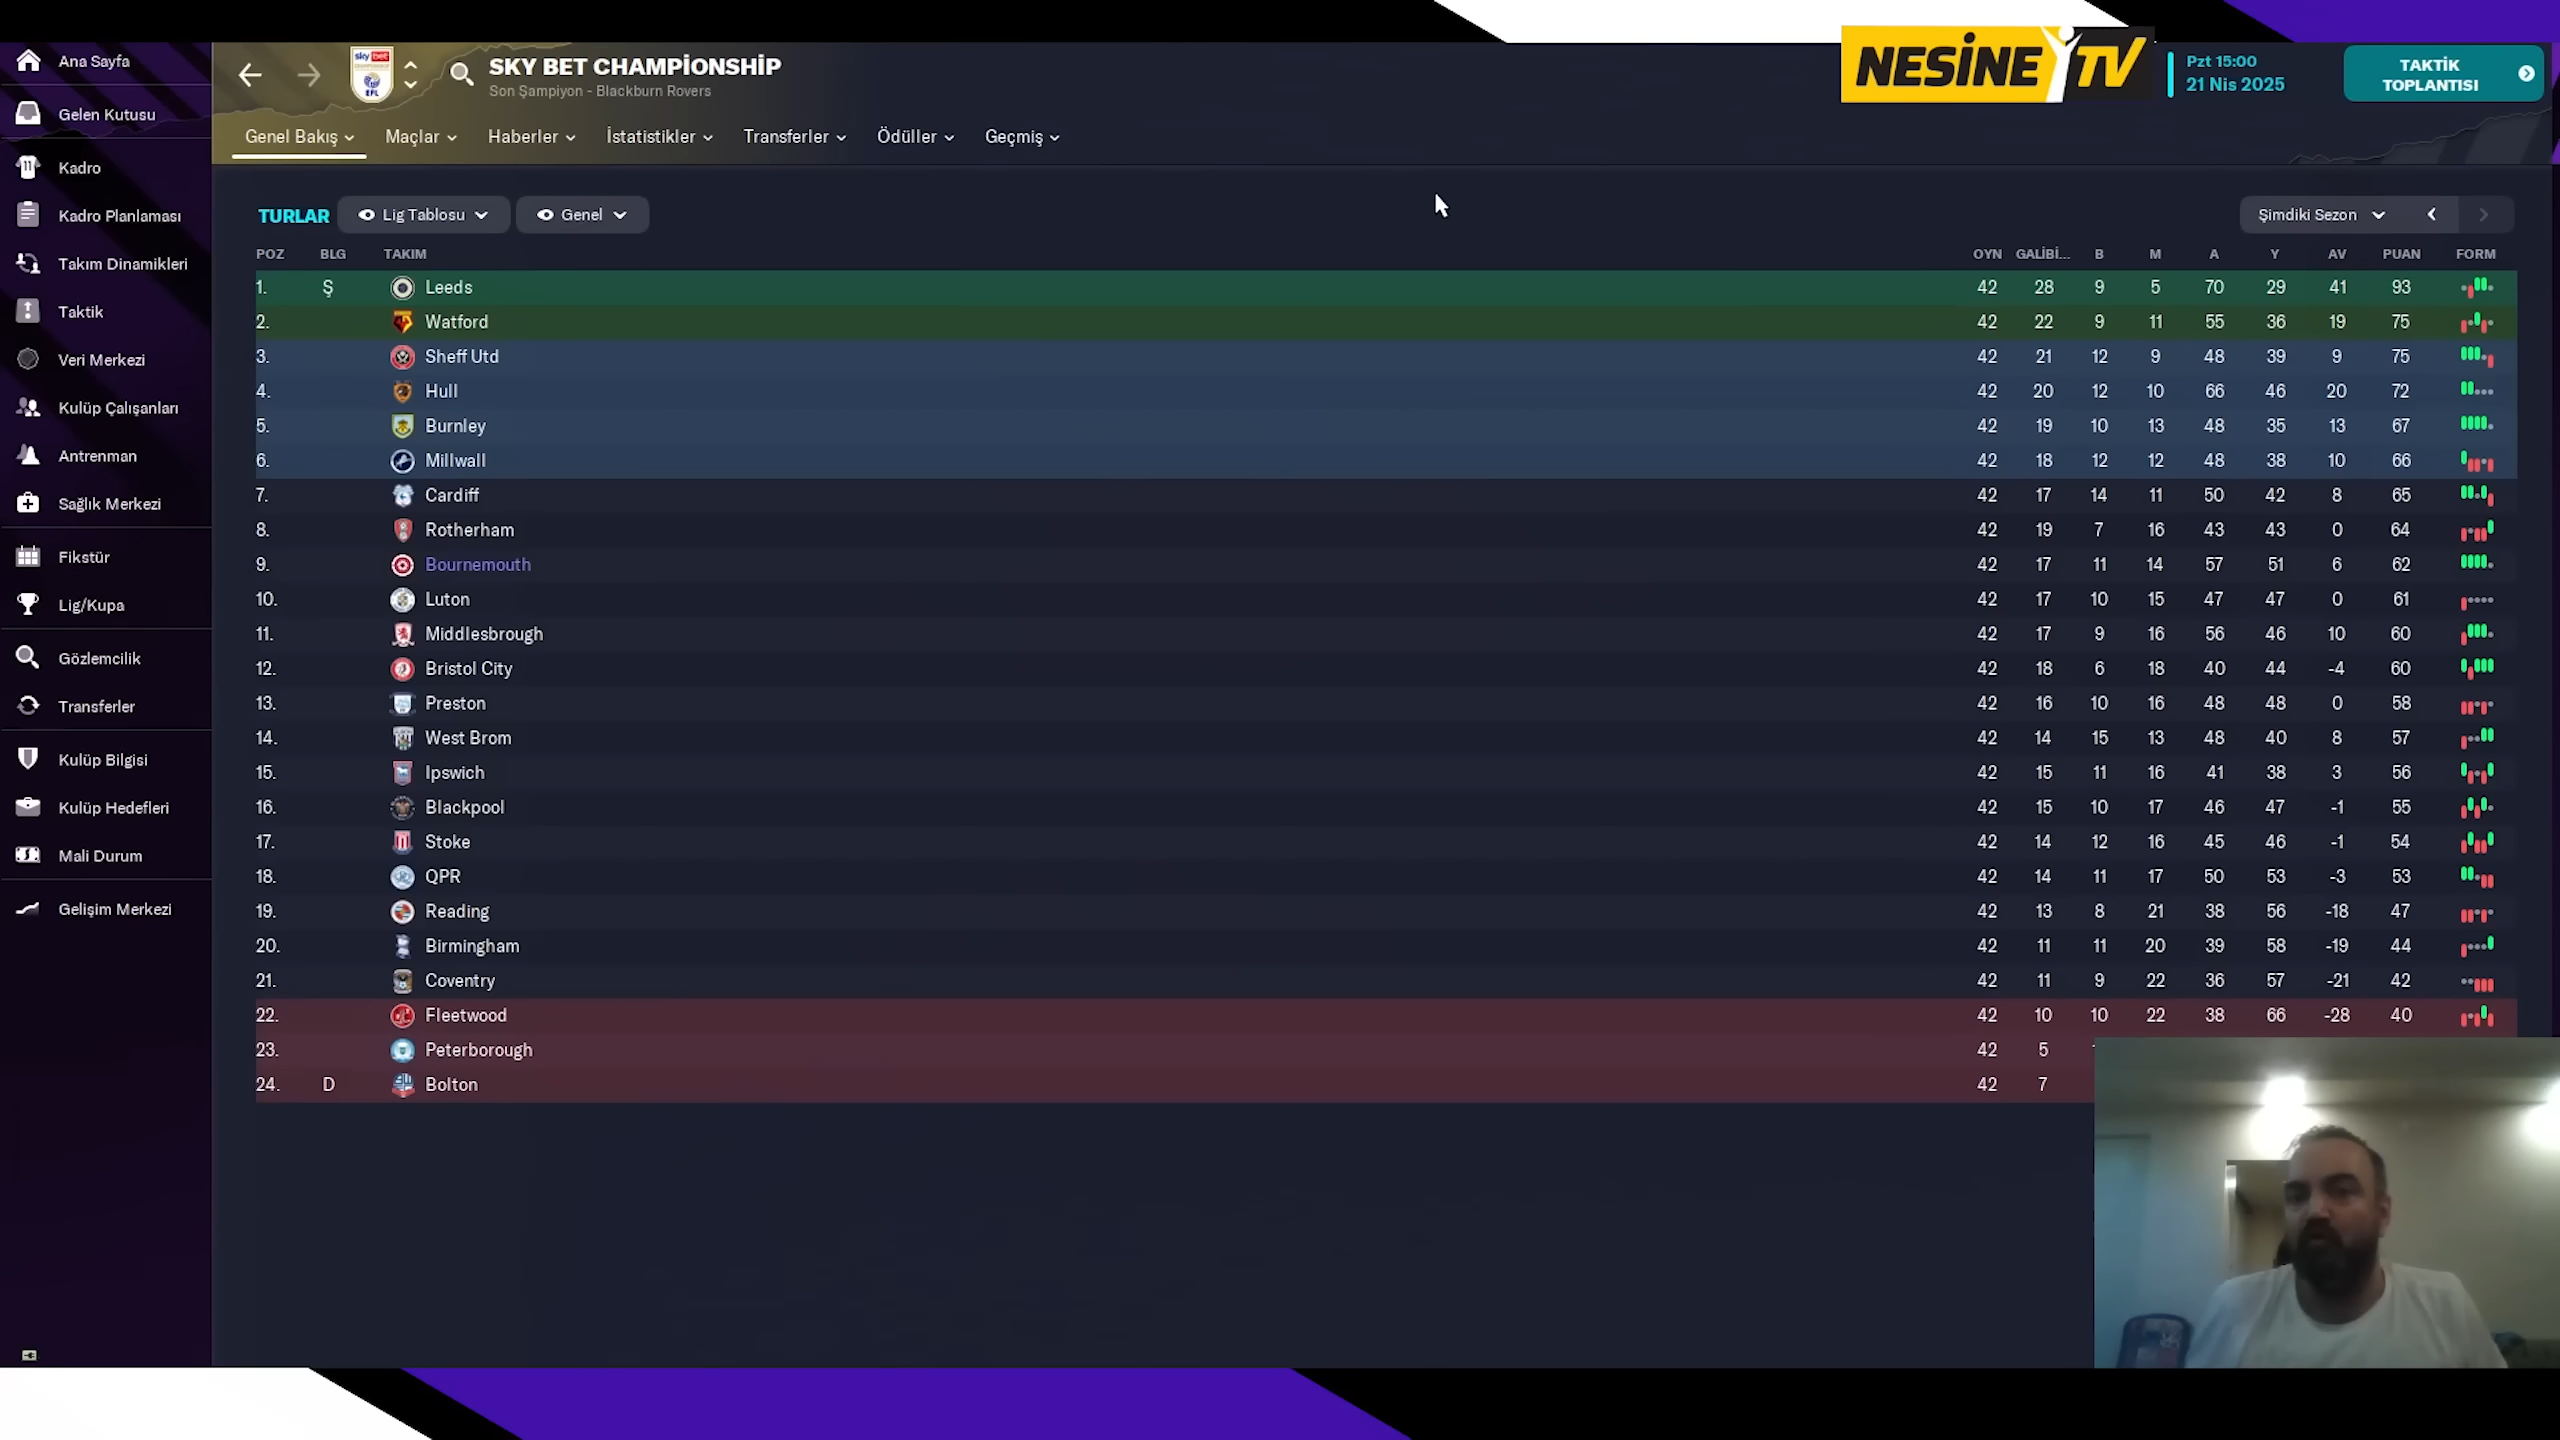 NESİNE TV
Ana Sayfa
Gelen Kutusu
Kadro
Kadro Planlaması
Takım Dinamikleri
Taktik
Veri Merkezi
Kulüp Çalışanları
Antrenman
Sağlık Merkezi
Fikstür
Lig/Kupa
Gözlemcilik
Transferler
Kulüp Bilgisi
Kulüp Hedefleri
Mali Durum
Gelişim Merkezi
SKY BET CHAMPİONSHİP
Son Şampiyon - Blackburn Rovers
Pzt 15:00
21 Nis 2025
TAKTİK
TOPLANTISI
Genel Bakış Maçlar Haberler İstatistikler Transferler Ödüller Geçmiş
TURLAR Lig Tablosu Genel Şimdiki Sezon
POZ BLG TAKIM OYN GALİBİ... B M A Y AV PUAN FORM
1. Ş Leeds 42 28 9 5 70 29 41 93
2. Watford 42 22 9 11 55 36 19 75
3. Sheff Utd 42 21 12 9 48 39 9 75
4. Hull 42 20 12 10 66 46 20 72
5. Burnley 42 19 10 13 48 35 13 67
6. Millwall 42 18 12 12 48 38 10 66
7. Cardiff 42 17 14 11 50 42 8 65
8. Rotherham 42 19 7 16 43 43 0 64
9. Bournemouth 42 17 11 14 57 51 6 62
10. Luton 42 17 10 15 47 47 0 61
11. Middlesbrough 42 17 9 16 56 46 10 60
12. Bristol City 42 18 6 18 40 44 -4 60
13. Preston 42 16 10 16 48 48 0 58
14. West Brom 42 14 15 13 48 40 8 57
15. Ipswich 42 15 11 16 41 38 3 56
16. Blackpool 42 15 10 17 46 47 -1 55
17. Stoke 42 14 12 16 45 46 -1 54
18. QPR 42 14 11 17 50 53 -3 53
19. Reading 42 13 8 21 38 56 -18 47
20. Birmingham 42 11 11 20 39 58 -19 44
21. Coventry 42 11 9 22 36 57 -21 42
22. Fleetwood 42 10 10 22 38 66 -28 40
23. Peterborough 42 5
24. D Bolton 42 7